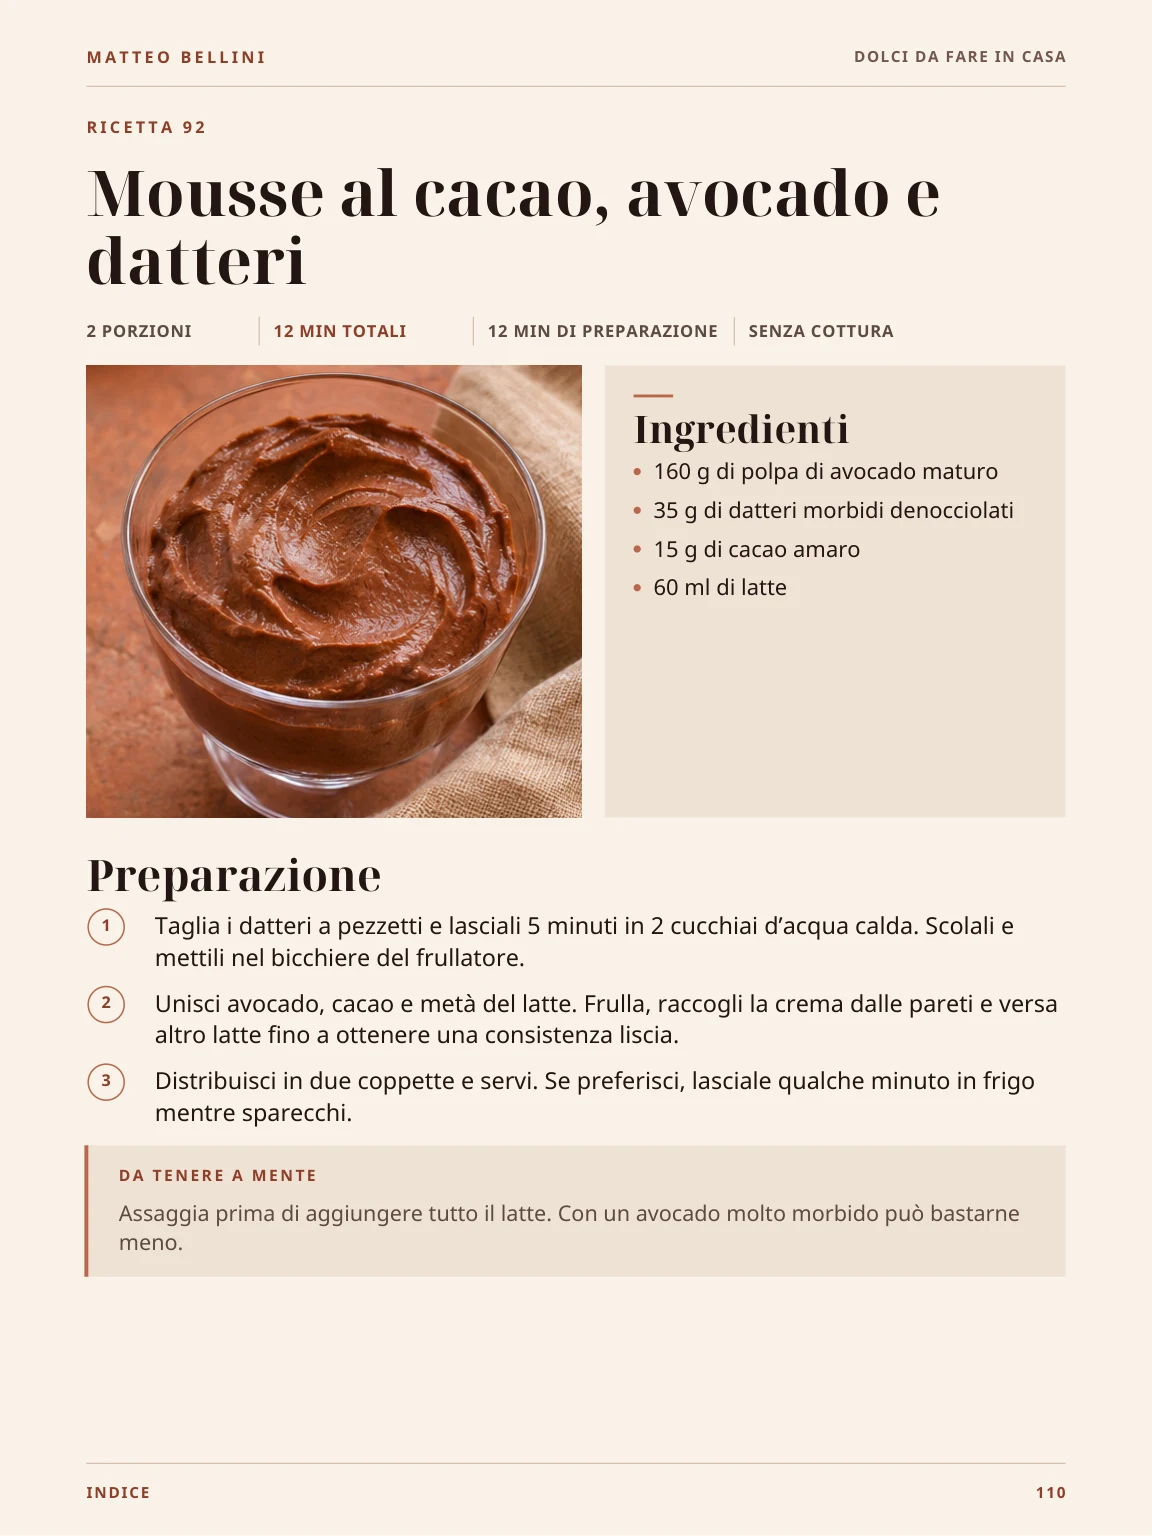 MATTEO BELLINI
DOLCI DA FARE IN CASA
RICETTA 92
Mousse al cacao, avocado e
datteri
2 PORZIONI
12 MIN TOTALI
12 MIN DI PREPARAZIONE
SENZA COTTURA
Ingredienti
• 160 g di polpa di avocado maturo
• 35 g di datteri morbidi denocciolati
• 15 g di cacao amaro
• 60 ml di latte
Preparazione
1 Taglia i datteri a pezzetti e lasciali 5 minuti in 2 cucchiai d’acqua calda. Scolali e
mettili nel bicchiere del frullatore.
2 Unisci avocado, cacao e metà del latte. Frulla, raccogli la crema dalle pareti e versa
altro latte fino a ottenere una consistenza liscia.
3 Distribuisci in due coppette e servi. Se preferisci, lasciale qualche minuto in frigo
mentre sparecchi.
DA TENERE A MENTE
Assaggia prima di aggiungere tutto il latte. Con un avocado molto morbido può bastarne
meno.
INDICE
110